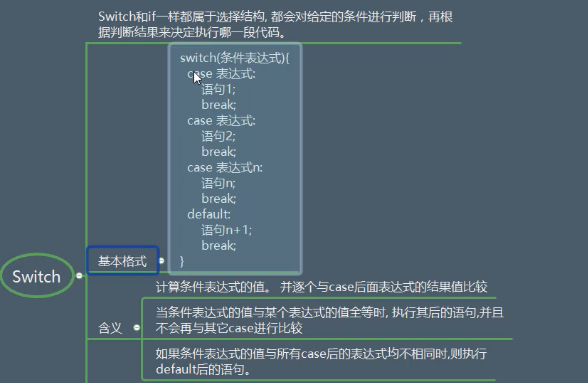 Switch和if一样都属于选择结构, 都会对给定的条件进行判断，再根
据判断结果来决定执行哪一段代码。
switch(条件表达式){
case 表达式:
语句1;
break;
case 表达式:
语句2;
break;
case 表达式n:
语句n;
break;
default:
语句n+1;
break;
}
基本格式
Switch
计算条件表达式的值。 并逐个与case后面表达式的结果值比较
含义
当条件表达式的值与某个表达式的值全等时, 执行其后的语句,并且
不会再与其它case进行比较
如果条件表达式的值与所有case后的表达式均不相同时,则执行
default后的语句。